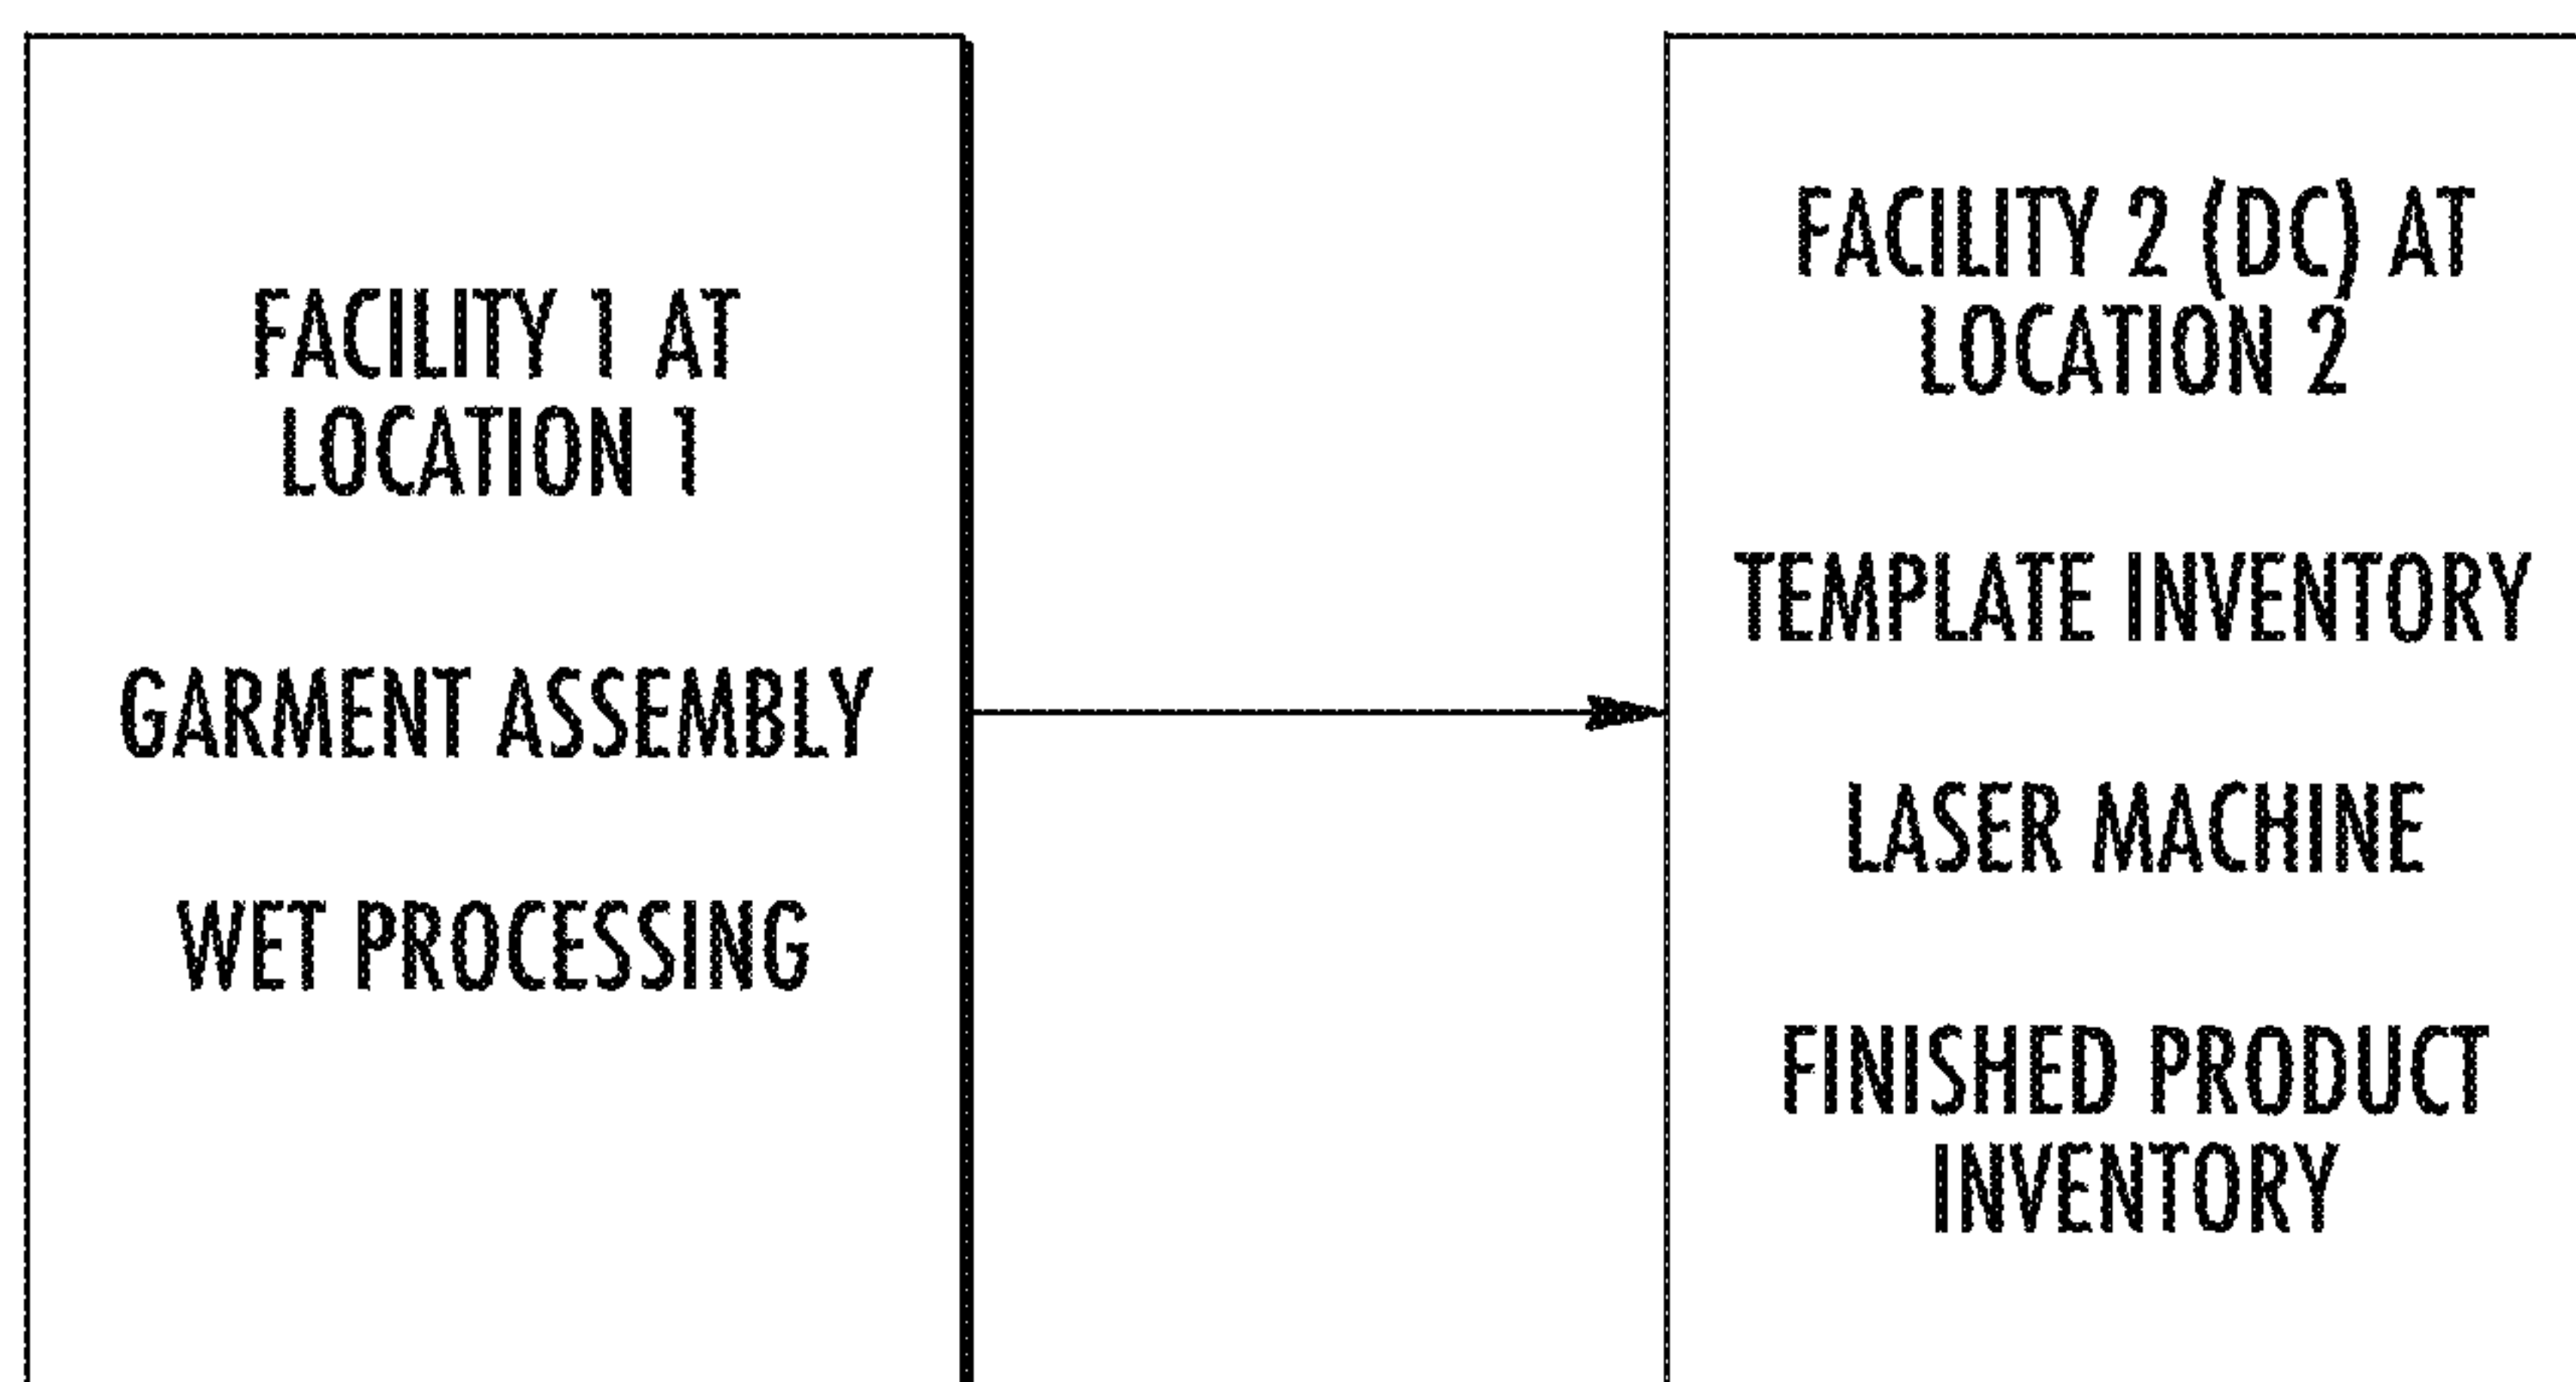 FACILITY 1 AT
LOCATION 1
GARMENT ASSEMBLY
WET PROCESSING
FACILITY 2 (DC) AT
LOCATION 2
TEMPLATE INVENTORY
LASER MACHINE
FINISHED PRODUCT
INVENTORY